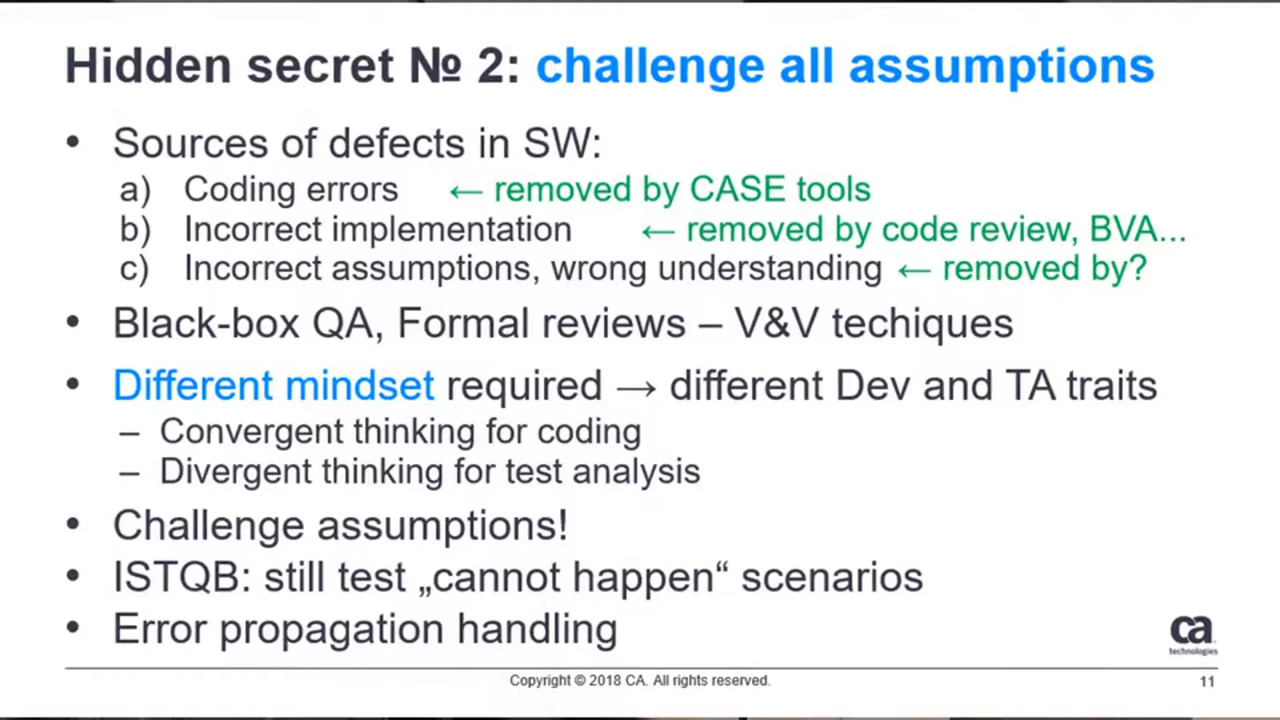 Hidden secret № 2: challenge all assumptions
• Sources of defects in SW:
a) Coding errors ← removed by CASE tools
b) Incorrect implementation ← removed by code review, BVA...
c) Incorrect assumptions, wrong understanding ← removed by?
• Black-box QA, Formal reviews – V&V techiques
• Different mindset required → different Dev and TA traits
– Convergent thinking for coding
– Divergent thinking for test analysis
• Challenge assumptions!
• ISTQB: still test „cannot happen“ scenarios
• Error propagation handling
ca
technologies
Copyright © 2018 CA. All rights reserved.
11